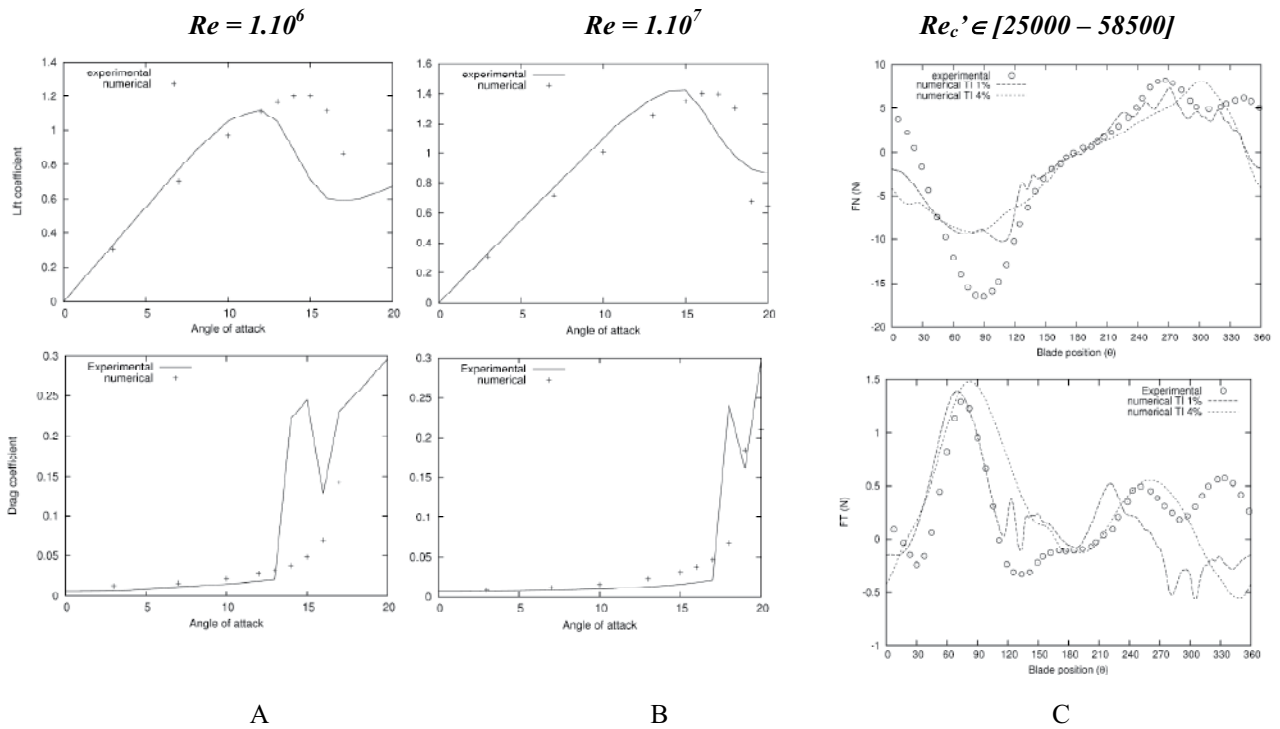 Re = 1.10⁶
Re = 1.10⁷
Rec' ∈ [25000 – 58500]
1.4
1.2
1
0.8
0.6
0.4
0.2
0
experimental
numerical
Lift coefficient
0 5 10 15 20
Angle of attack
1.6
1.4
1.2
1
0.8
0.6
0.4
0.2
0
experimental
numerical
0 5 10 15 20
Angle of attack
10
5
0
-5
-10
-15
-20
experimental
numerical TI 1%
numerical TI 4%
FN (N)
0 30 60 90 120 150 180 210 240 270 300 330 360
Blade position (θ)
0.3
0.25
0.2
0.15
0.1
0.05
0
Experimental
numerical
Drag coefficient
0 5 10 15 20
Angle of attack
0.3
0.25
0.2
0.15
0.1
0.05
0
Experimental
numerical
0 5 10 15 20
Angle of attack
1.5
1
0.5
0
-0.5
-1
Experimental
numerical TI 1%
numerical TI 4%
FT (N)
0 30 60 90 120 150 180 210 240 270 300 330 360
Blade position (θ)
A
B
C